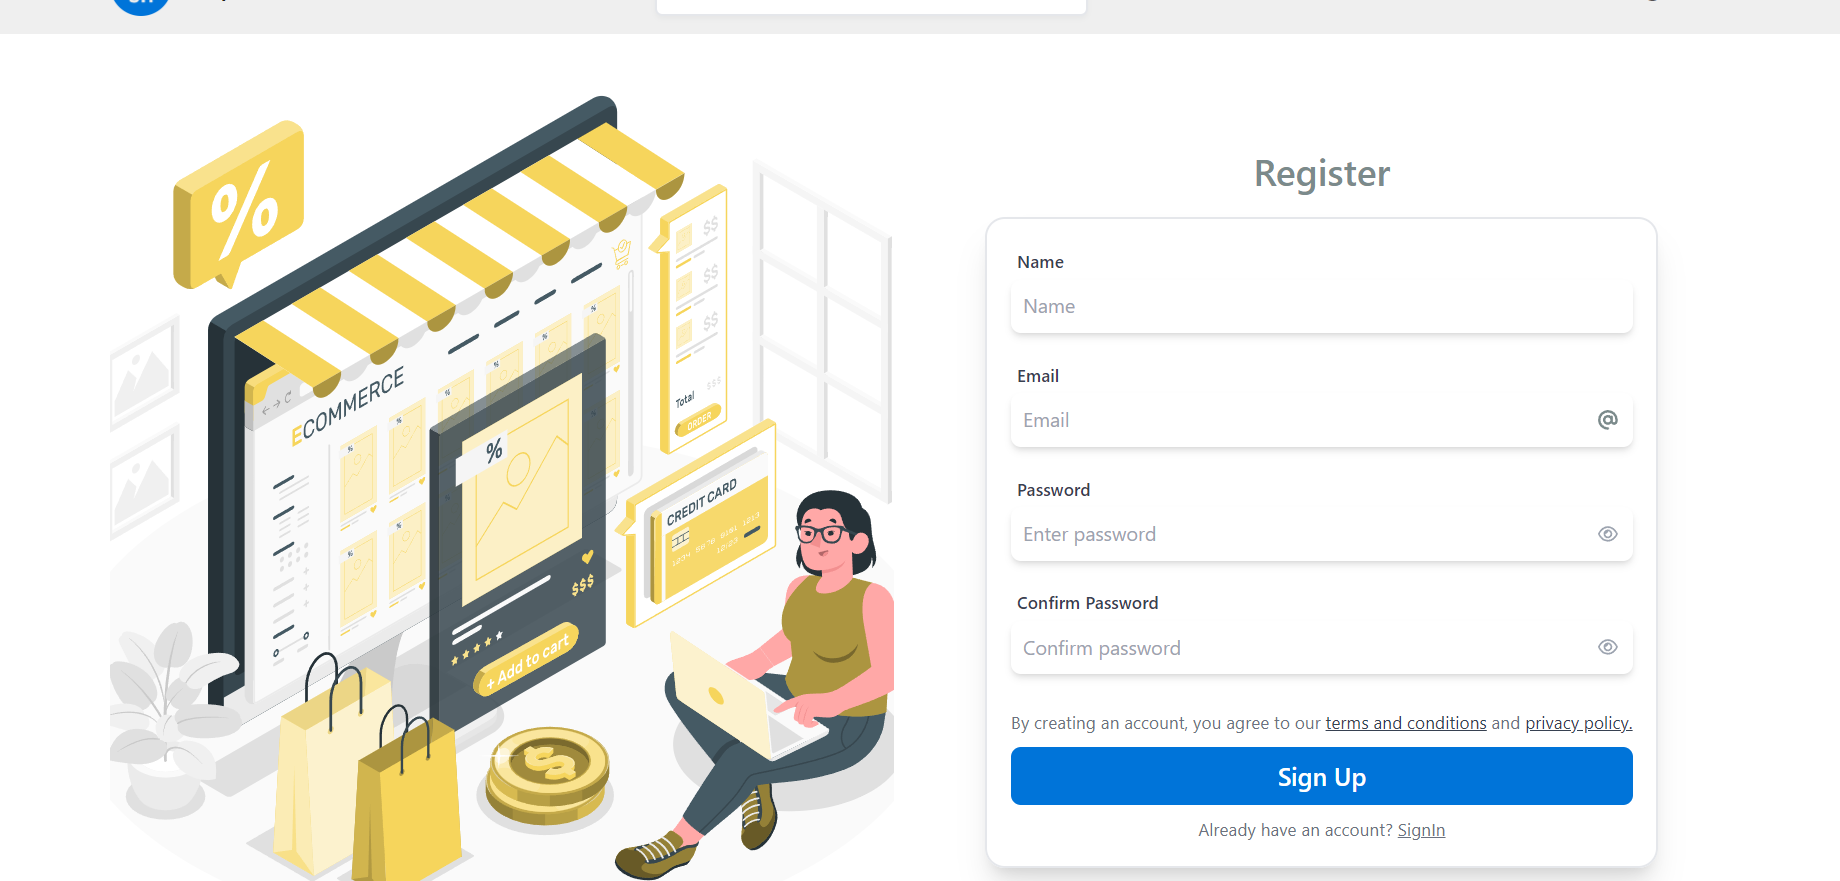 Register
Name
Name
Email
Email
@
Password
Enter password
Confirm Password
Confirm password
By creating an account, you agree to our terms and conditions and privacy policy.
Sign Up
Already have an account? SignIn
%
ECOMMERCE
%
$$
$$
$$
Total
$$$
ORDER
CREDIT CARD
$$$
+ Add to cart
$